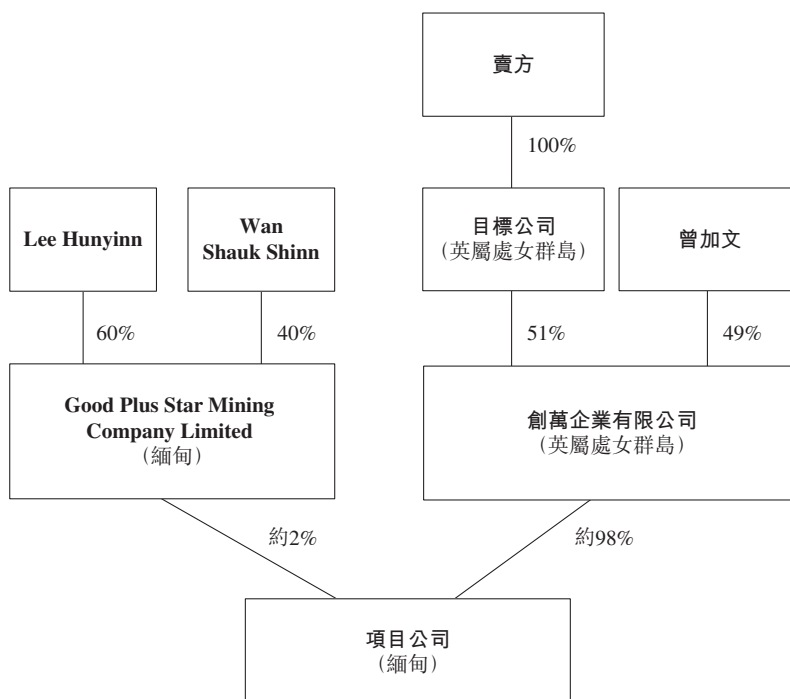 賣方
100%
Lee Hunyinn
Wan
Shauk Shinn
目標公司
(英屬處女群島)
曾加文
60%
40%
51%
49%
Good Plus Star Mining
Company Limited
(緬甸)
創萬企業有限公司
(英屬處女群島)
約2%
約98%
項目公司
(緬甸)